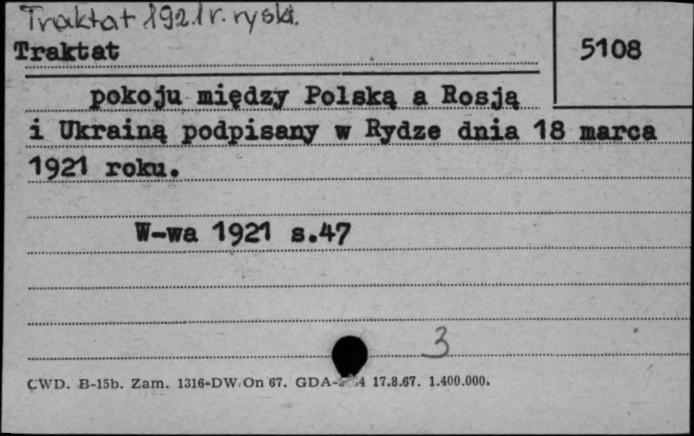 Traktat 1921 r. ryski.
Traktat
5108
pokoju między Polską a Rosją
i Ukrainą podpisany w Rydze dnia 18 marca
1921 roku.
W-wa 1921 s.47
3
CWD. B-15b. Zam. 1316-DW/On 67. GDA- 17.8.67. 1.400.000.